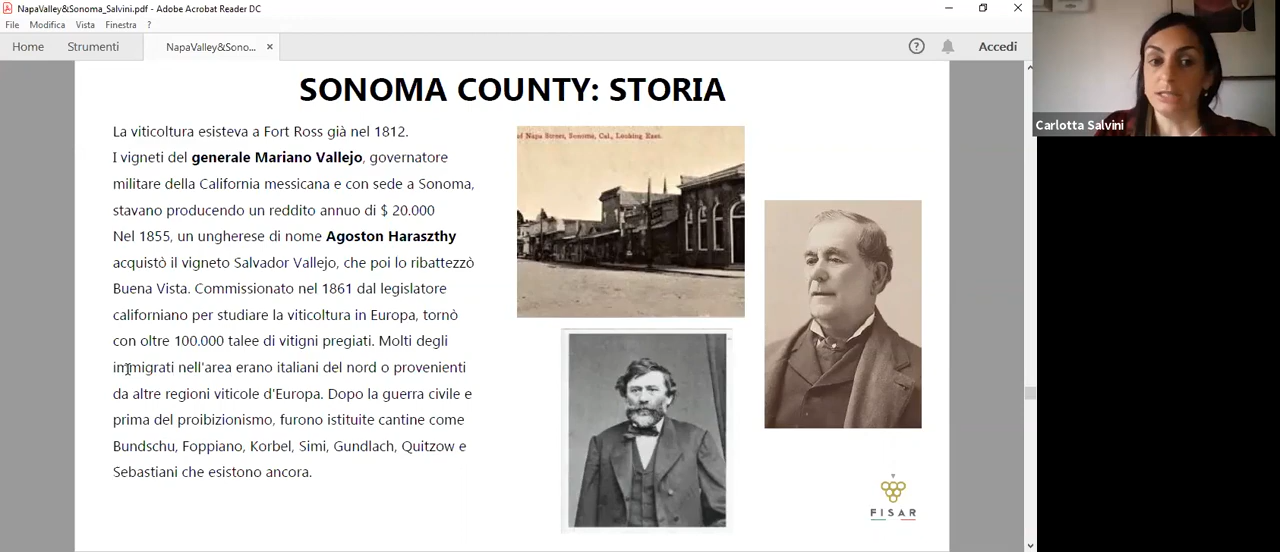 NapaValley&Sonoma_Salvini.pdf - Adobe Acrobat Reader DC
File Modifica Vista Finestra ?
Home Strumenti NapaValley&Sono... × Accedi
Carlotta Salvini
SONOMA COUNTY: STORIA
La viticoltura esisteva a Fort Ross già nel 1812.
I vigneti del generale Mariano Vallejo, governatore
militare della California messicana e con sede a Sonoma,
stavano producendo un reddito annuo di $ 20.000
Nel 1855, un ungherese di nome Agoston Haraszthy
acquistò il vigneto Salvador Vallejo, che poi lo ribattezzò
Buena Vista. Commissionato nel 1861 dal legislatore
californiano per studiare la viticoltura in Europa, tornò
con oltre 100.000 talee di vitigni pregiati. Molti degli
immigrati nell'area erano italiani del nord o provenienti
da altre regioni viticole d'Europa. Dopo la guerra civile e
prima del proibizionismo, furono istituite cantine come
Bundschu, Foppiano, Korbel, Simi, Gundlach, Quitzow e
Sebastiani che esistono ancora.
of Napa Street, Sonoma, Cal., Looking East.
FISAR